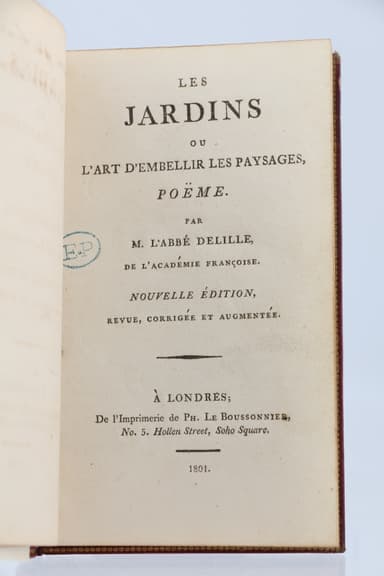 LES
JARDINS
OU
L'ART D'EMBELLIR LES PAYSAGES,
POËME.
PAR
M. L'ABBÉ DELILLE,
DE L'ACADÉMIE FRANÇOISE.
E.P
NOUVELLE ÉDITION,
REVUE, CORRIGÉE ET AUGMENTÉE.
À LONDRES;
De l'Imprimerie de PH. LE BOUSSONNIER,
No. 5. Hollen Street, Soho Square.
1801.